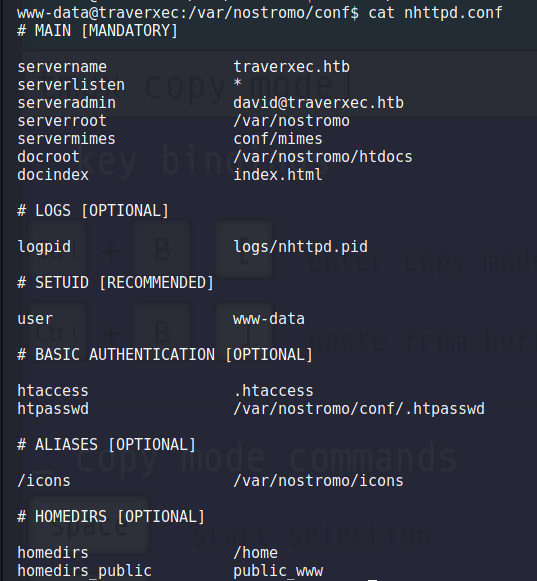 www-data@traverxec:/var/nostromo/conf$ cat nhttpd.conf
# MAIN [MANDATORY]
servername traverxec.htb
serverlisten *
serveradmin david@traverxec.htb
serverroot /var/nostromo
servermimes conf/mimes
docroot /var/nostromo/htdocs
docindex index.html
# LOGS [OPTIONAL]
logpid logs/nhttpd.pid
# SETUID [RECOMMENDED]
user www-data
# BASIC AUTHENTICATION [OPTIONAL]
htaccess .htaccess
htpasswd /var/nostromo/conf/.htpasswd
# ALIASES [OPTIONAL]
/icons /var/nostromo/icons
# HOMEDIRS [OPTIONAL]
homedirs /home
homedirs_public public_www
copy mode]
key bin
+ B [ enter copy mod
Ctrl + B ] paste from buf
_ copy mode commands
space start selection